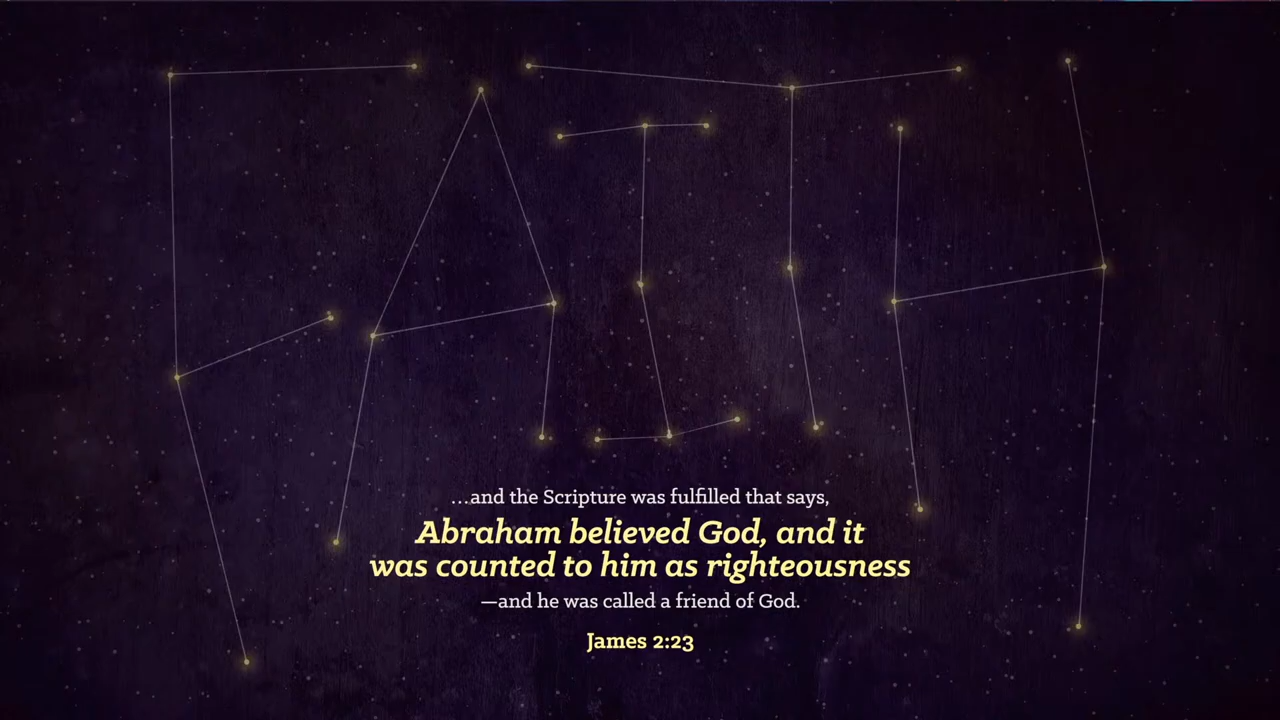 FAITH
…and the Scripture was fulfilled that says,
Abraham believed God, and it
was counted to him as righteousness
—and he was called a friend of God.
James 2:23